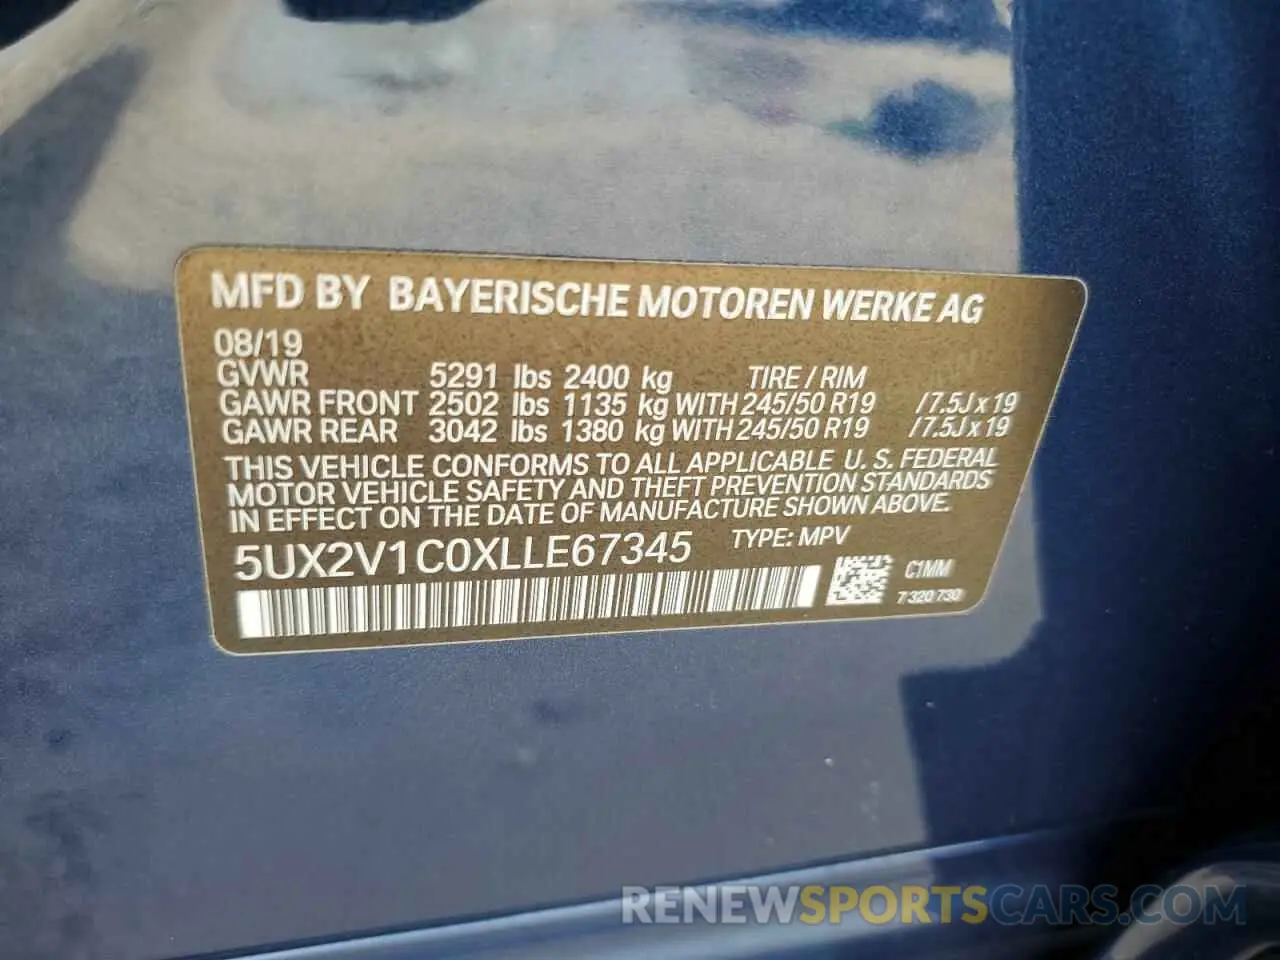 MFD BY BAYERISCHE MOTOREN WERKE AG
08/19
GVWR 5291 lbs 2400 kg TIRE / RIM
GAWR FRONT 2502 lbs 1135 kg WITH 245/50 R19 /7.5J x 19
GAWR REAR 3042 lbs 1380 kg WITH 245/50 R19 /7.5J x 19
THIS VEHICLE CONFORMS TO ALL APPLICABLE U. S. FEDERAL
MOTOR VEHICLE SAFETY AND THEFT PREVENTION STANDARDS
IN EFFECT ON THE DATE OF MANUFACTURE SHOWN ABOVE.
5UX2V1C0XLLE67345 TYPE: MPV
C1MM
7 320 730
RENEWSPORTSCARS.COM